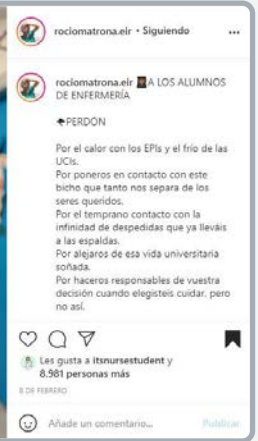 rociomatrona.eir • Siguiendo
rociomatrona.eir A LOS ALUMNOS
DE ENFERMERÍA
PERDON
Por el calor con los EPIs y el frío de las
UCIs.
Por poneros en contacto con este
bicho que tanto nos separa de los
seres queridos.
Por el temprano contacto con la
infinidad de despedidas que ya lleváis
a las espaldas.
Por alejaros de esa vida universitaria
soñada.
Por haceros responsables de vuestra
decisión cuando elegisteis cuidar, pero
no así.
Les gusta a itsnursestudent y
8.981 personas más
8 DE FEBRERO
Añade un comentario... Publicar